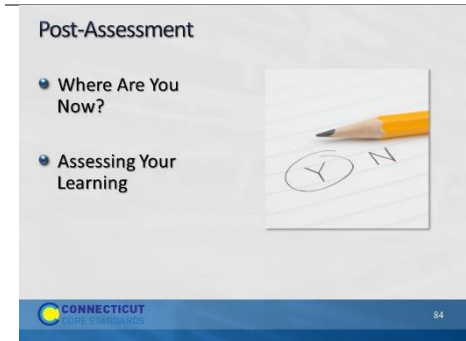 Post-Assessment
Where Are You
Now?
Assessing Your
Learning
Y N
CONNECTICUT
CORE STANDARDS
84